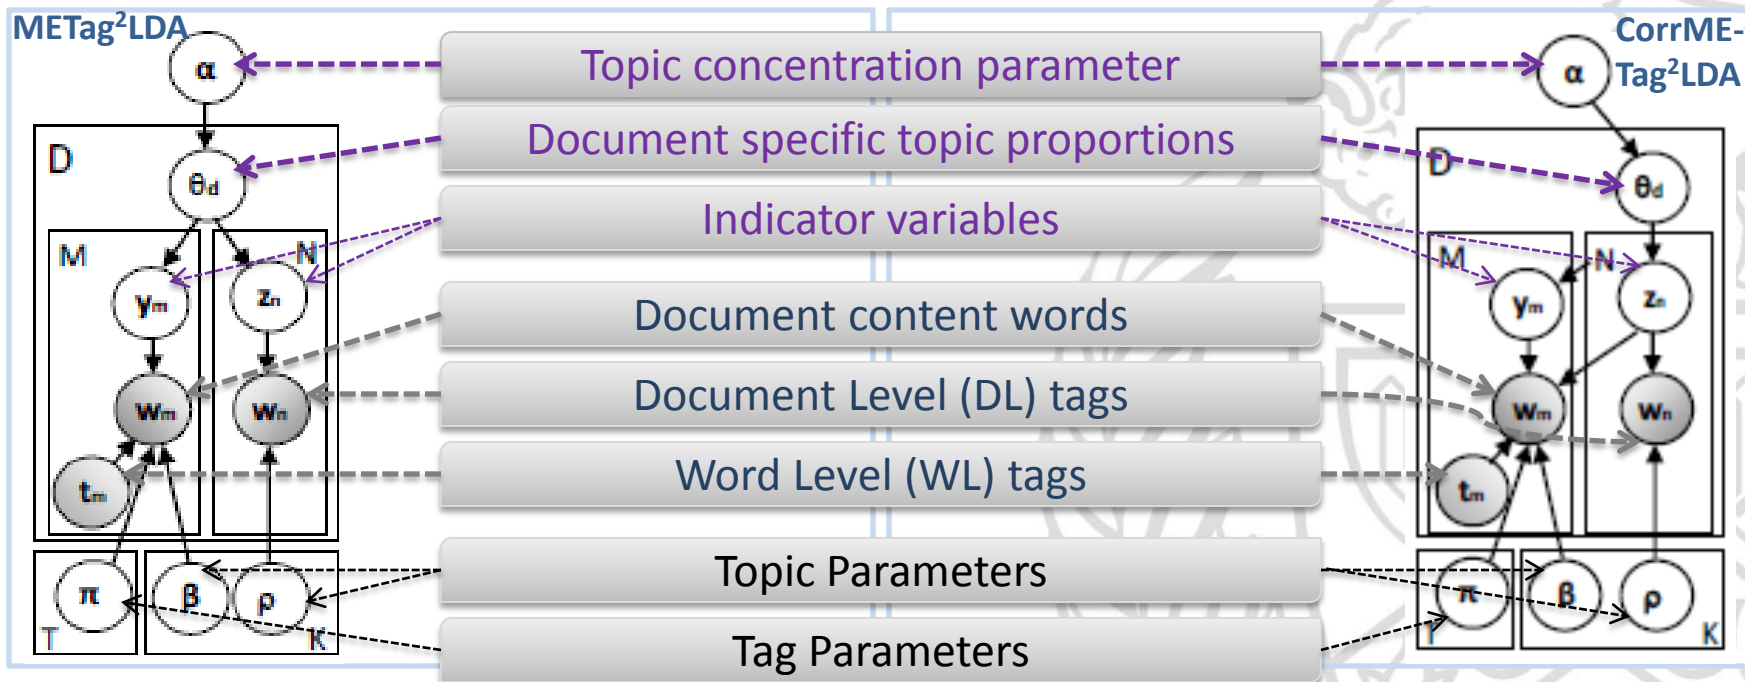 METag²LDA
α
D
θd
M
N
ym
zn
wm
wn
tm
π
β
ρ
T
K
Topic concentration parameter
Document specific topic proportions
Indicator variables
Document content words
Document Level (DL) tags
Word Level (WL) tags
Topic Parameters
Tag Parameters
CorrME-
Tag²LDA
α
D
θd
M
N
ym
zn
wm
wn
tm
π
β
ρ
K